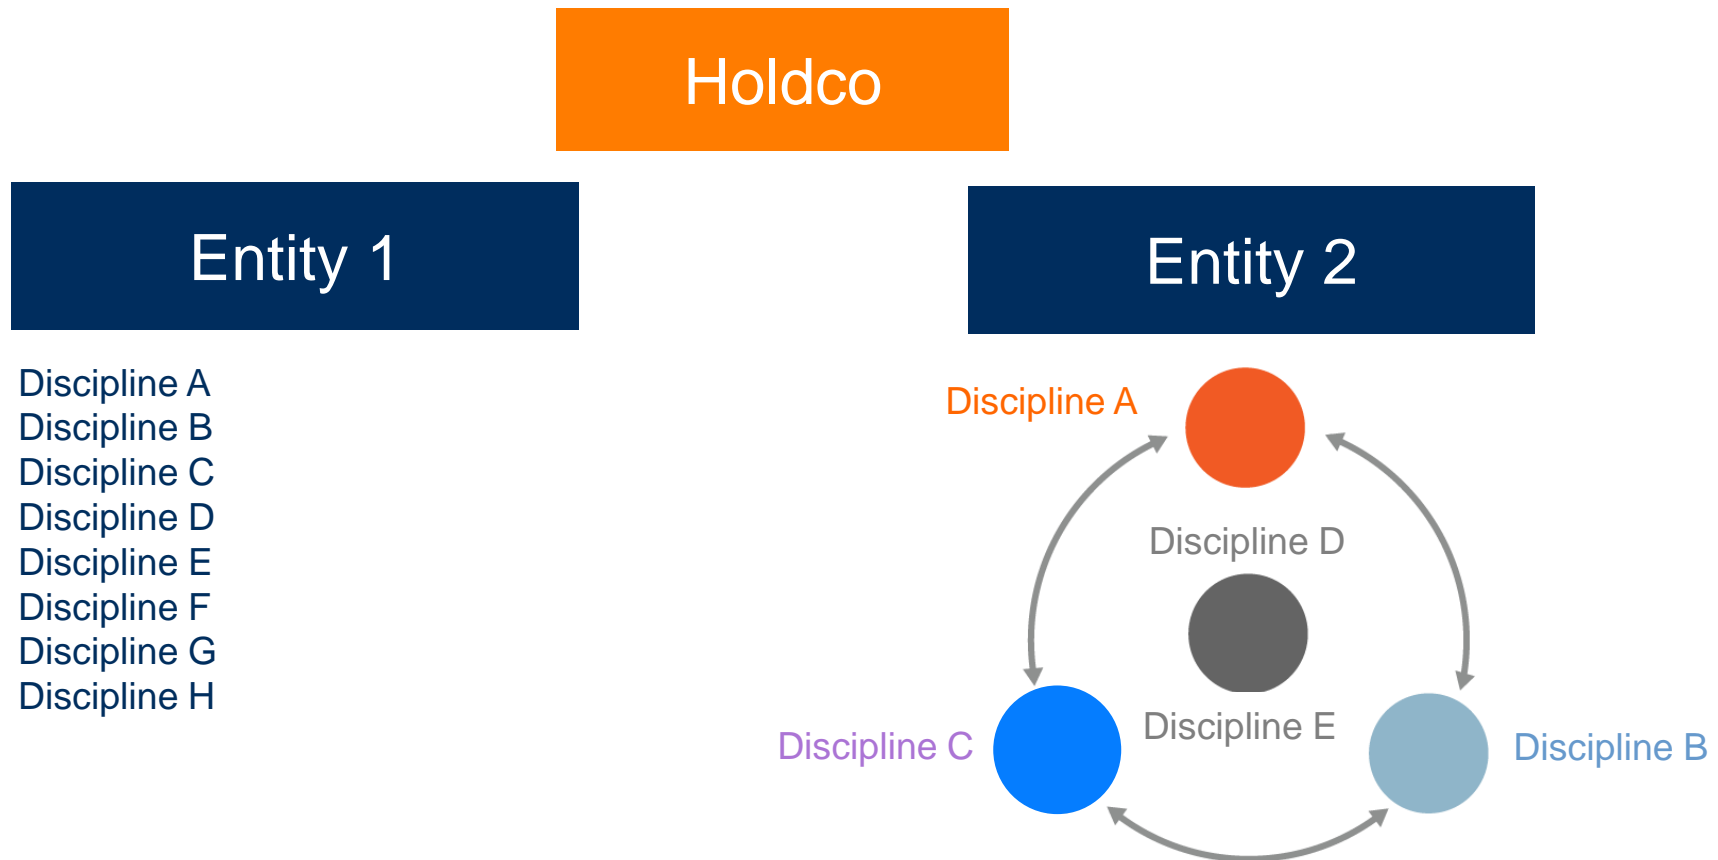 Holdco
Entity 1
Entity 2
Discipline A
Discipline B
Discipline C
Discipline D
Discipline E
Discipline F
Discipline G
Discipline H
Discipline A
Discipline D
Discipline E
Discipline C
Discipline B